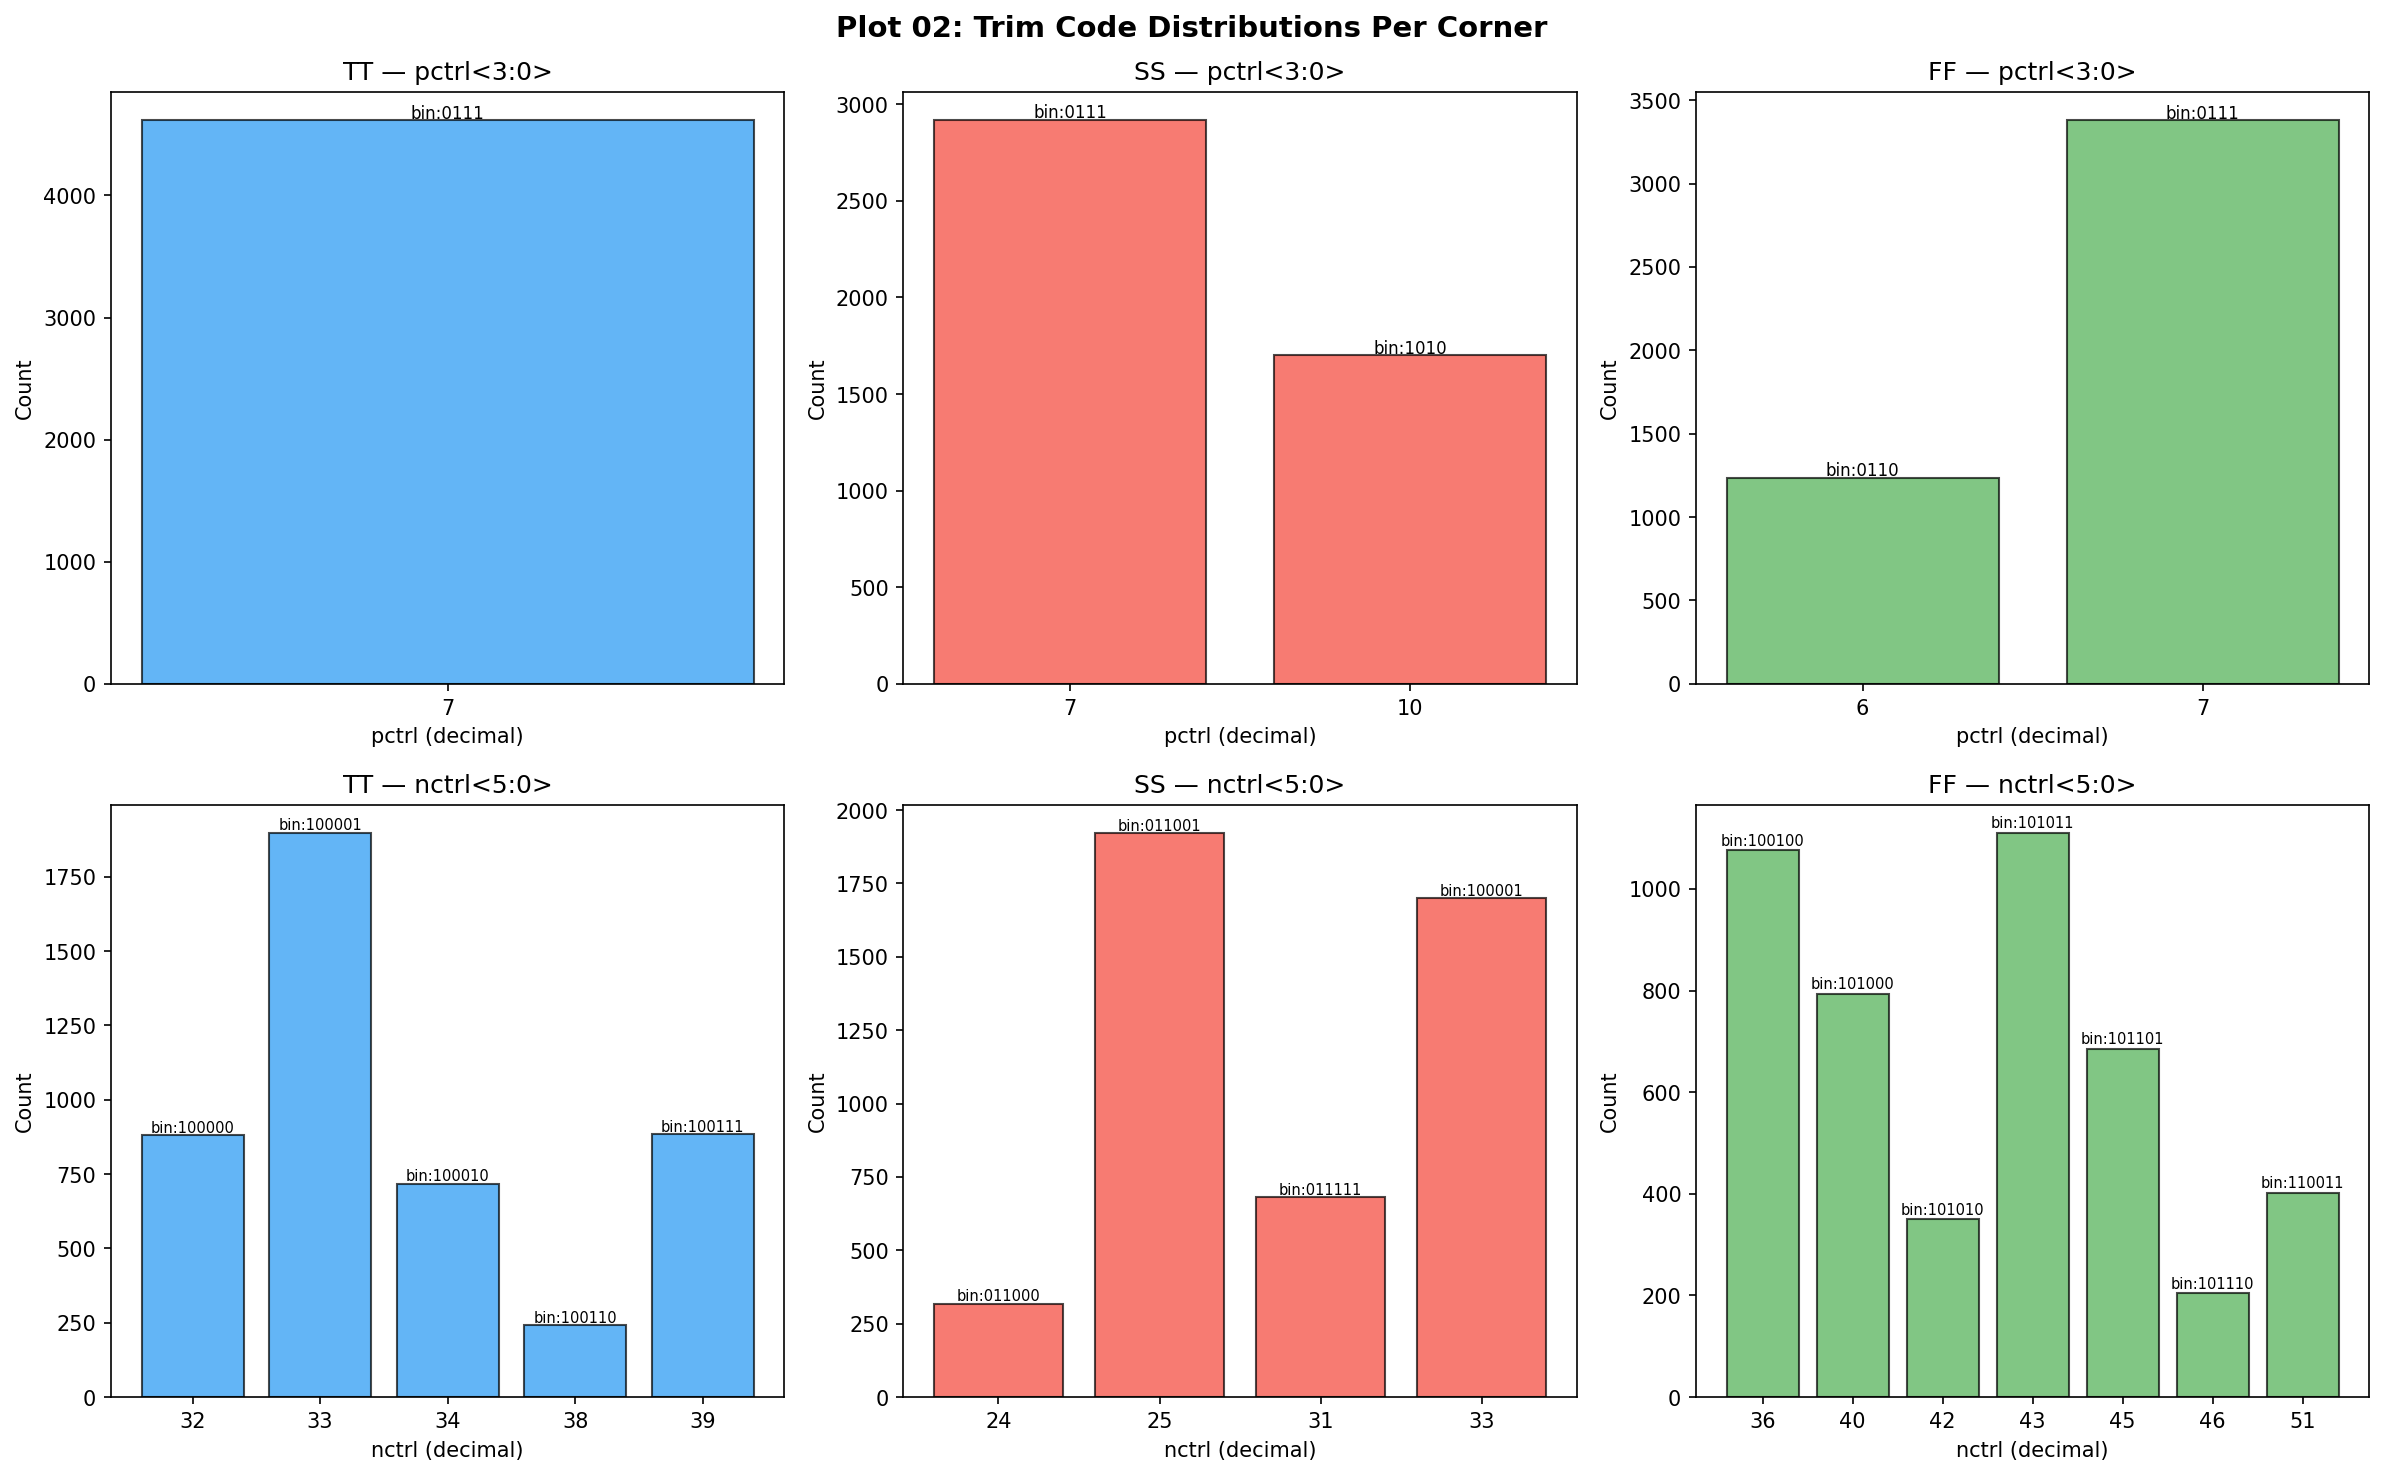 Plot 02: Trim Code Distributions Per Corner
TT — pctrl<3:0>
bin:0111
4000
3000
2000
1000
0
Count
7
pctrl (decimal)
SS — pctrl<3:0>
bin:0111
bin:1010
3000
2500
2000
1500
1000
500
0
Count
7 10
pctrl (decimal)
FF — pctrl<3:0>
bin:0110
bin:0111
3500
3000
2500
2000
1500
1000
500
0
Count
6 7
pctrl (decimal)
TT — nctrl<5:0>
bin:100000
bin:100001
bin:100010
bin:100110
bin:100111
1750
1500
1250
1000
750
500
250
0
Count
32 33 34 38 39
nctrl (decimal)
SS — nctrl<5:0>
bin:011000
bin:011001
bin:011111
bin:100001
2000
1750
1500
1250
1000
750
500
250
0
Count
24 25 31 33
nctrl (decimal)
FF — nctrl<5:0>
bin:100100
bin:101000
bin:101010
bin:101011
bin:101101
bin:101110
bin:110011
1000
800
600
400
200
0
Count
36 40 42 43 45 46 51
nctrl (decimal)